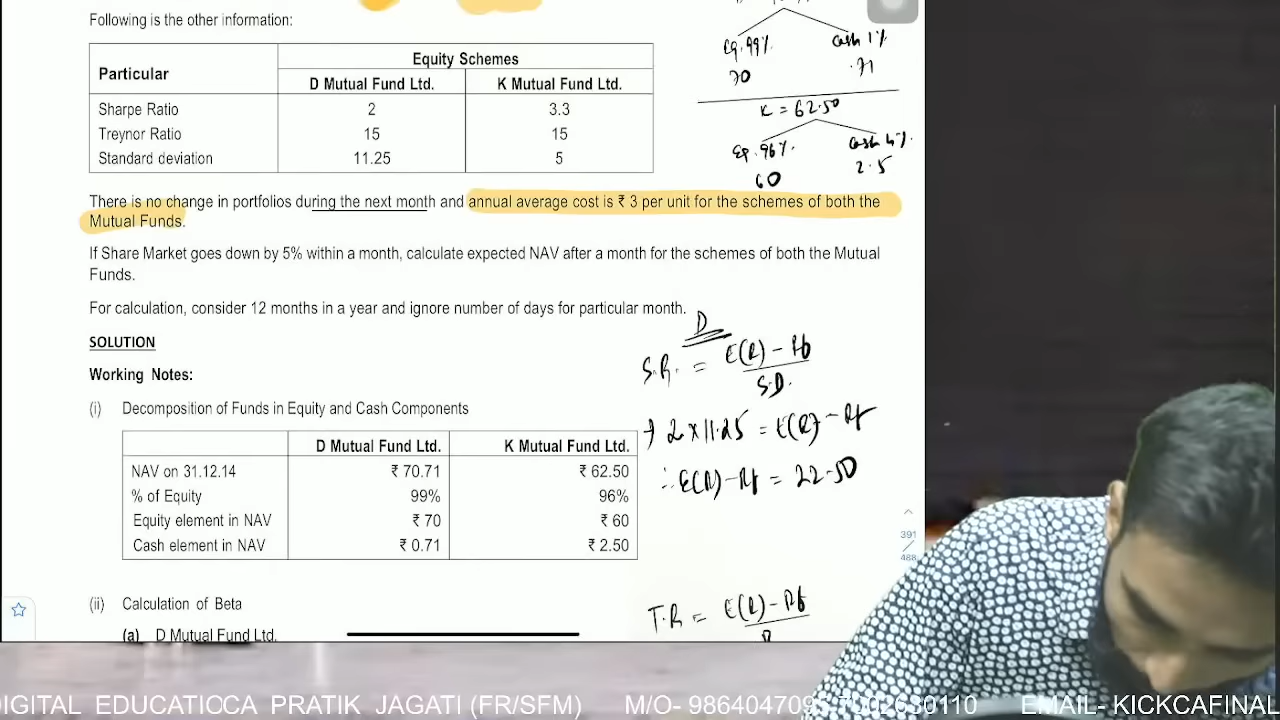 Following is the other information:
Particular
Equity Schemes
D Mutual Fund Ltd. K Mutual Fund Ltd.
Sharpe Ratio 2 3.3
Treynor Ratio 15 15
Standard deviation 11.25 5
Eq. 99% Cash 1%
70 .71
K = 62.50
Eq. 96% Cash 4%
60 2.5
There is no change in portfolios during the next month and annual average cost is ₹ 3 per unit for the schemes of both the
Mutual Funds.
If Share Market goes down by 5% within a month, calculate expected NAV after a month for the schemes of both the Mutual
Funds.
For calculation, consider 12 months in a year and ignore number of days for particular month.
SOLUTION
Working Notes:
(i) Decomposition of Funds in Equity and Cash Components
D Mutual Fund Ltd. K Mutual Fund Ltd.
NAV on 31.12.14 ₹ 70.71 ₹ 62.50
% of Equity 99% 96%
Equity element in NAV ₹ 70 ₹ 60
Cash element in NAV ₹ 0.71 ₹ 2.50
D
S.R. = E(R) - Rf
S.D.
→ 2 x 11.25 = E(R) - Rf
∴ E(R) - Rf = 22.50
391
/
488
(ii) Calculation of Beta
(a) D Mutual Fund Ltd.
T.R = E(R) - Rf
DIGITAL EDUCATIOCA PRATIK JAGATI (FR/SFM) M/O- 98640470 EMAIL- KICKCAFINAL